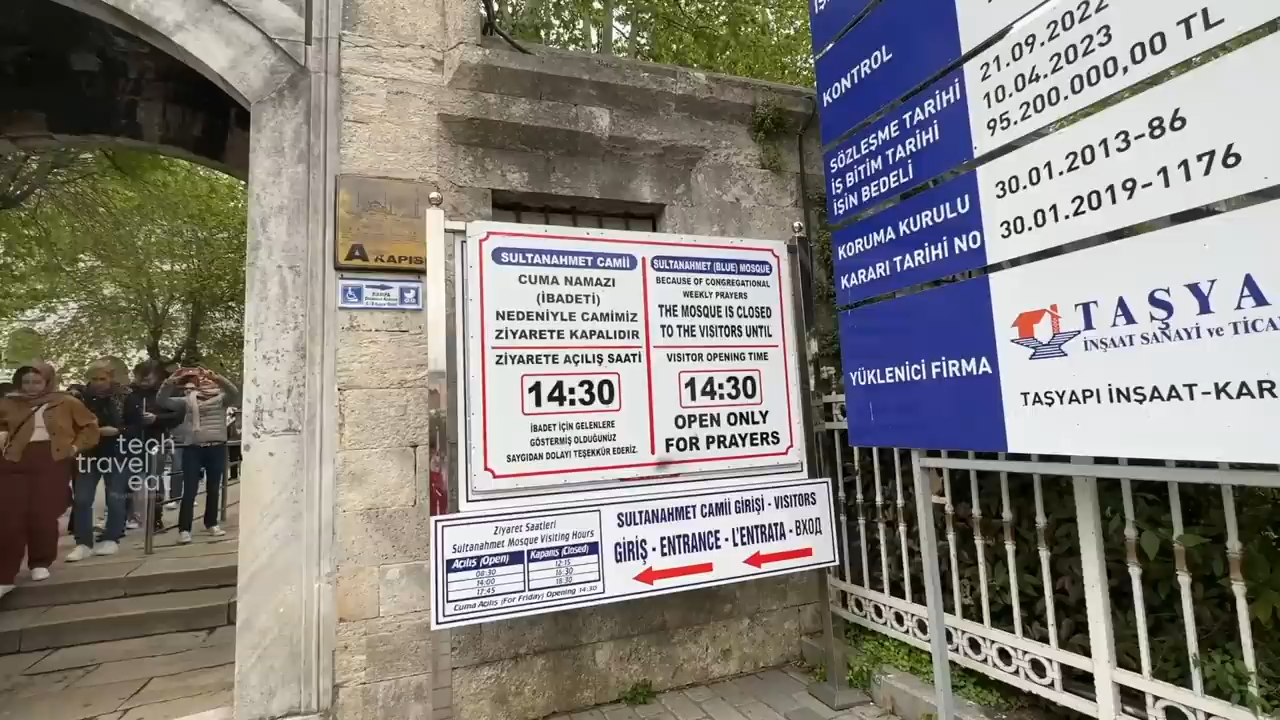 A KAPISI
SULTANAHMET CAMİİ
CUMA NAMAZI
(İBADETİ)
NEDENİYLE CAMİMİZ
ZİYARETE KAPALIDIR
ZİYARETE AÇILIŞ SAATİ
14:30
İBADET İÇİN GELENLERE
GÖSTERMİŞ OLDUĞUNUZ
SAYGIDAN DOLAYI TEŞEKKÜR EDERİZ.
SULTANAHMET (BLUE) MOSQUE
BECAUSE OF CONGREGATIONAL
WEEKLY PRAYERS
THE MOSQUE IS CLOSED
TO THE VISITORS UNTIL
VISITOR OPENING TIME
14:30
OPEN ONLY
FOR PRAYERS
Ziyaret Saatleri
Sultanahmet Mosque Visiting Hours
Açılış (Open) Kapanış (Closed)
08:30 12:15
14:00 16:30
17:45 18:30
Cuma Açılış (For Friday) Opening 14:30
SULTANAHMET CAMİİ GİRİŞİ - VISITORS
GİRİŞ - ENTRANCE - L'ENTRATA - ВХОД
KONTROL
SÖZLEŞME TARİHİ 21.09.2022
İŞ BİTİM TARİHİ 10.04.2023
İŞİN BEDELİ 95.200.000,00 TL
KORUMA KURULU 30.01.2013-86
KARARI TARİHİ NO 30.01.2019-1176
YÜKLENİCİ FİRMA
TAŞYA
İNŞAAT SANAYİ ve TİCA
TAŞYAPI İNŞAAT-KAR
tech
travel
eat